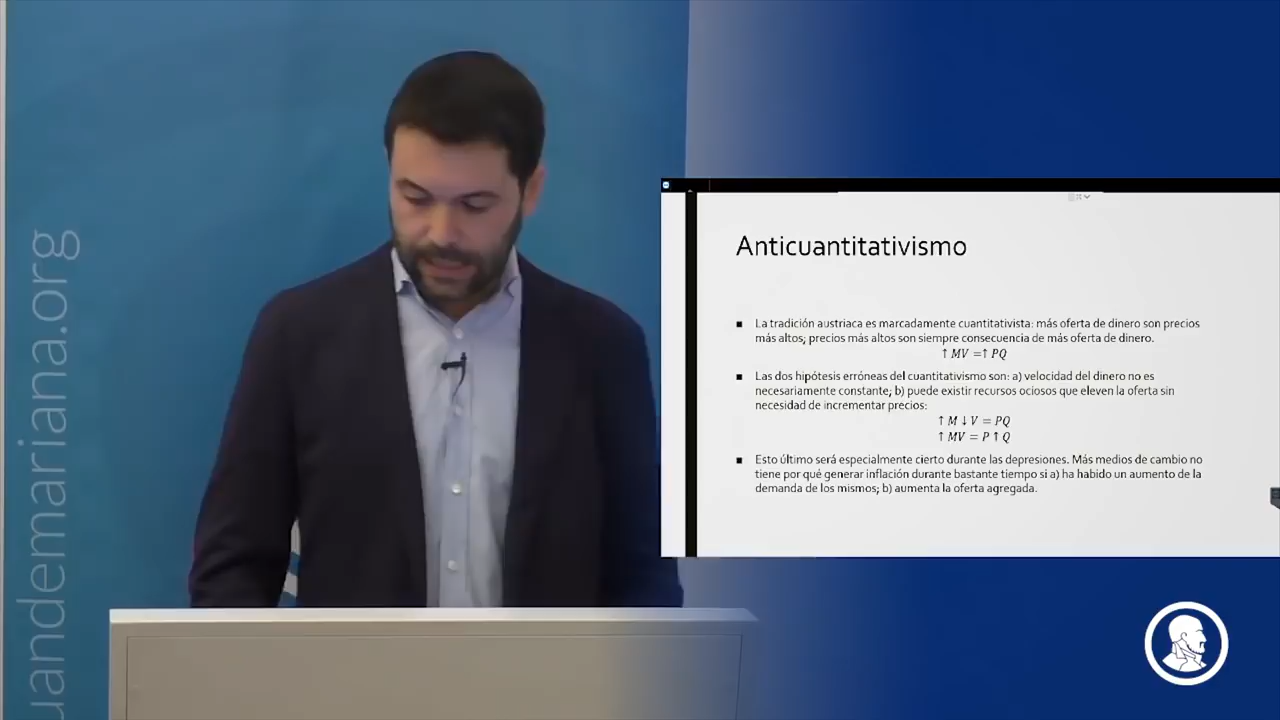 uandemariana.org
Anticuantitativismo
▪ La tradición austriaca es marcadamente cuantitativista: más oferta de dinero son precios
más altos; precios más altos son siempre consecuencia de más oferta de dinero.
↑ MV =↑ PQ
▪ Las dos hipótesis erróneas del cuantitativismo son: a) velocidad del dinero no es
necesariamente constante; b) puede existir recursos ociosos que eleven la oferta sin
necesidad de incrementar precios:
↑ M ↓ V = PQ
↑ MV = P ↑ Q
▪ Esto último será especialmente cierto durante las depresiones. Más medios de cambio no
tiene por qué generar inflación durante bastante tiempo si a) ha habido un aumento de la
demanda de los mismos; b) aumenta la oferta agregada.